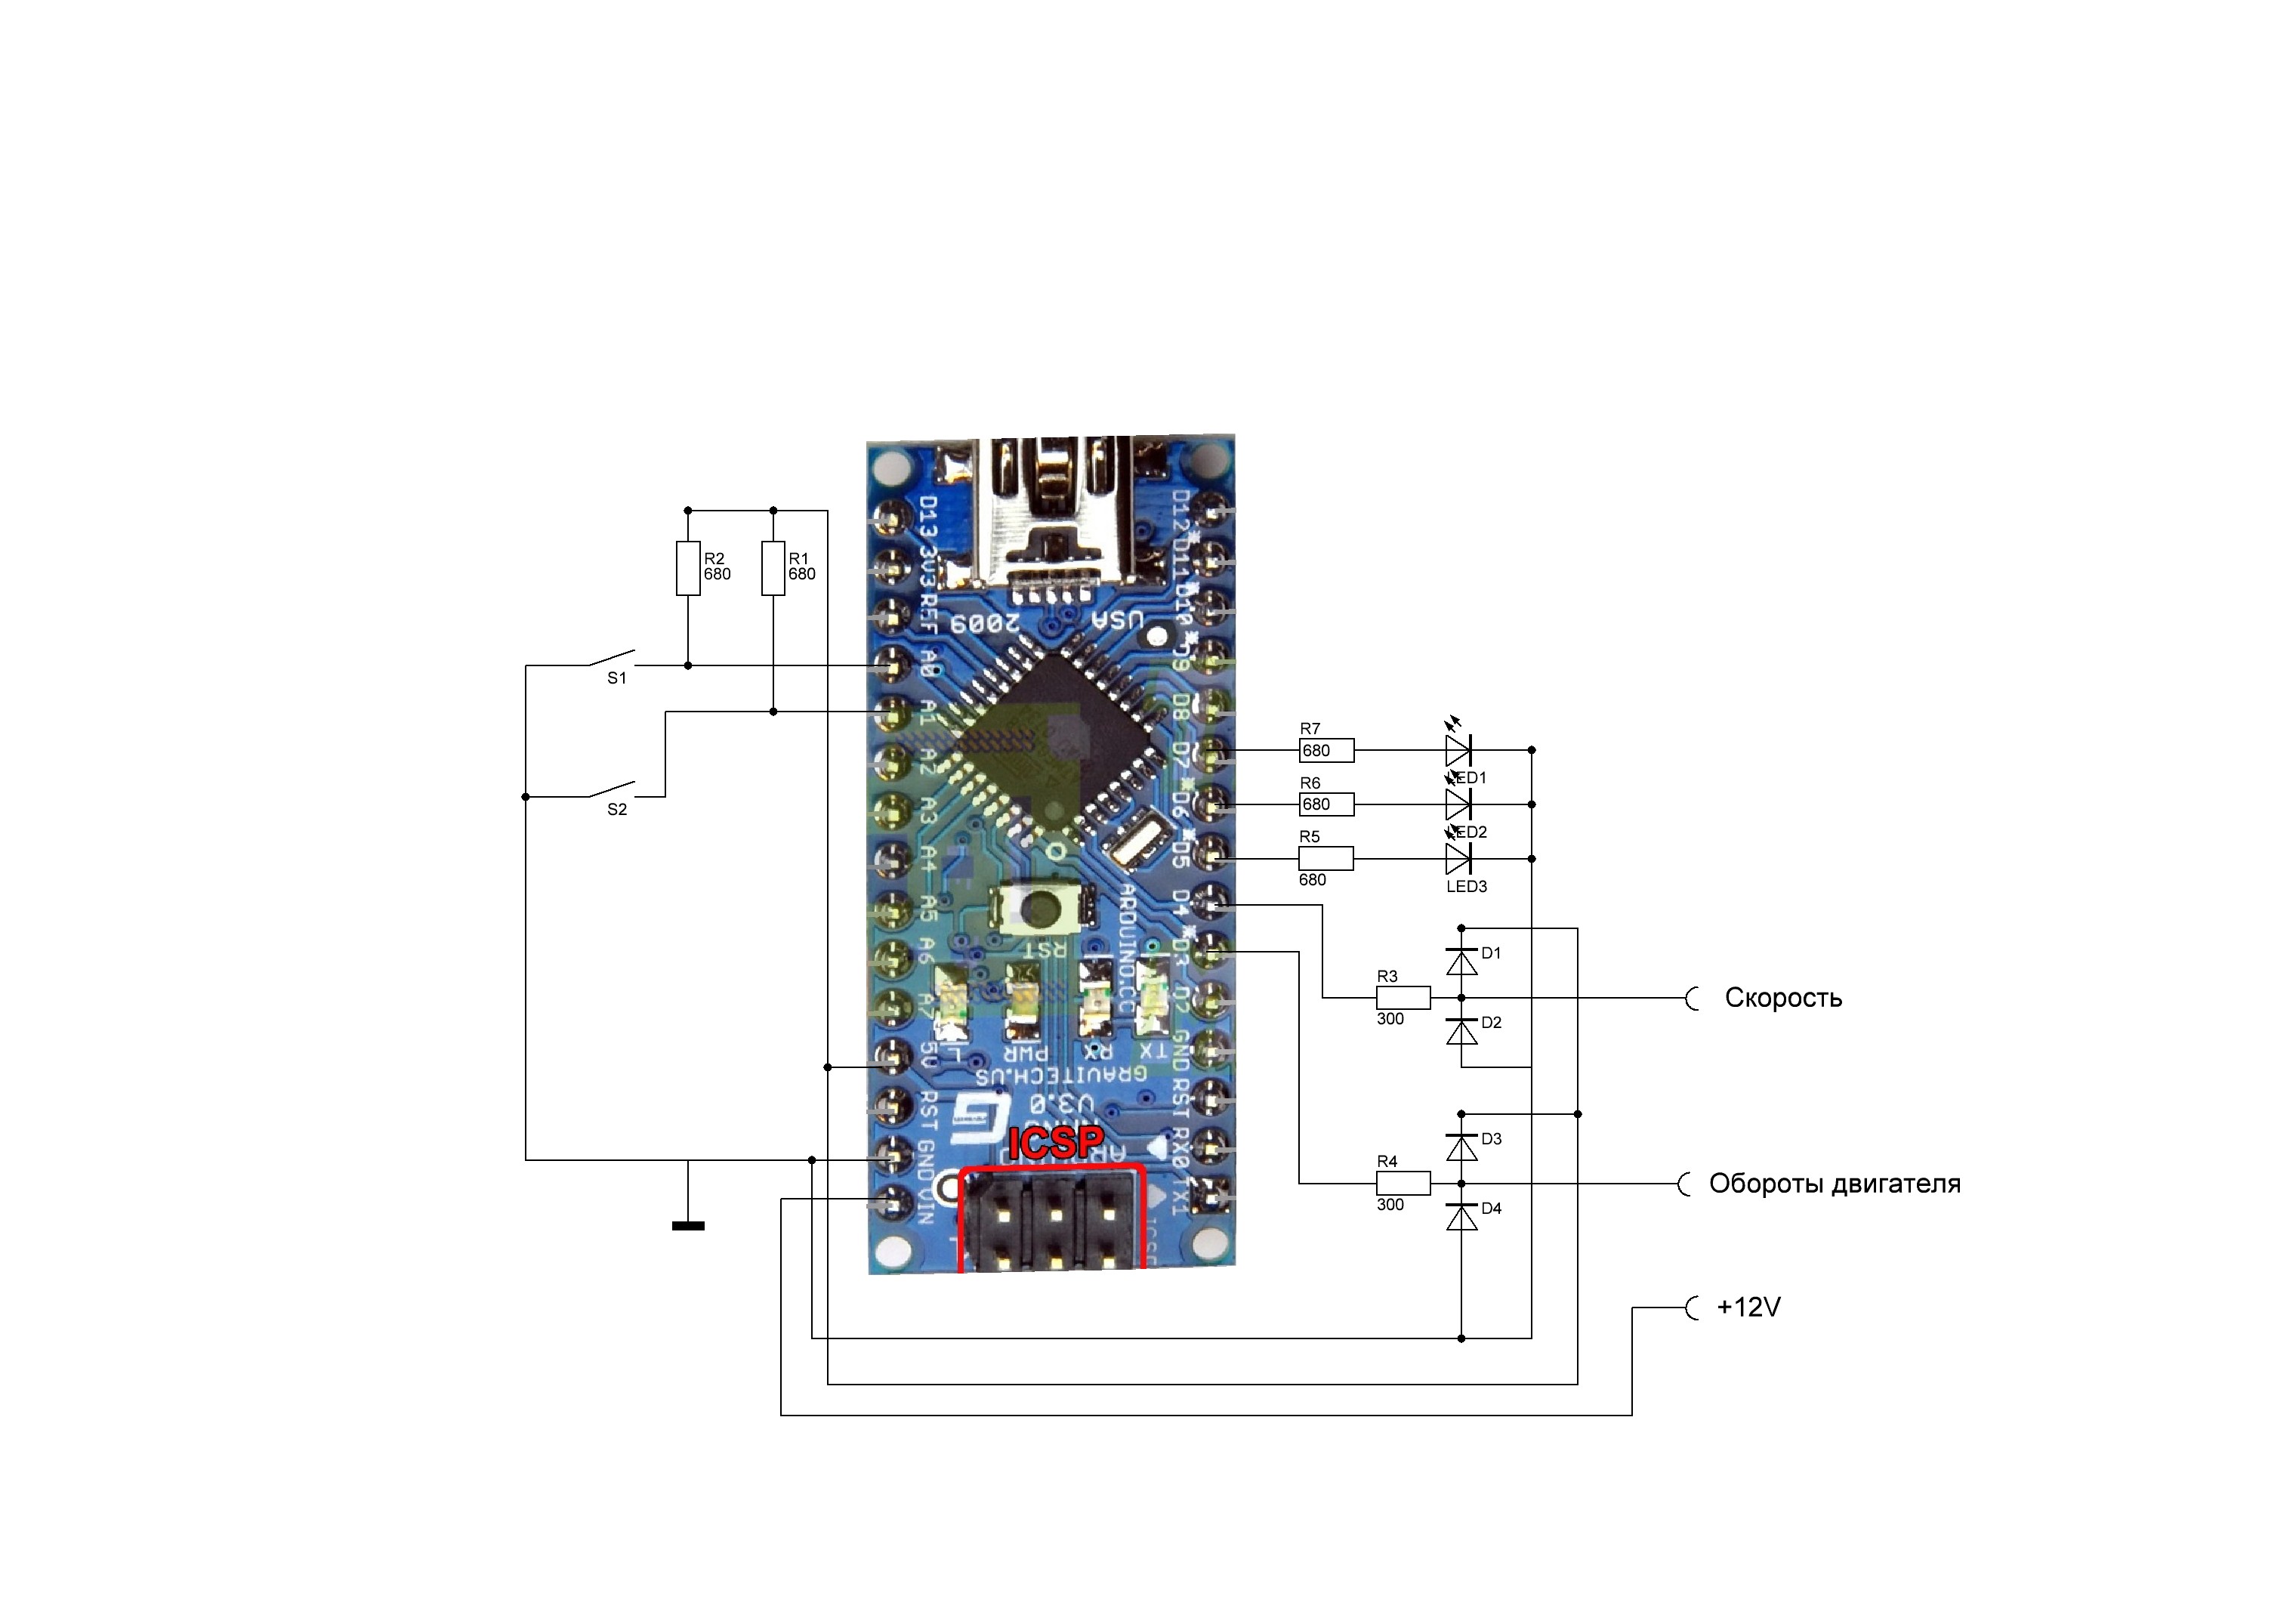 R2
680
R1
680
S1
S2
D13
3V3
REF
A0
A1
A2
A3
A4
A5
A6
A7
5V
RST
GND
VIN
2009
USA
RST
L
PWR
RX
TX
GRAVITECH.US
V3.0
ARDUINO.CC
ICSP
D12
D11
D10
D9
D8
D7
D6
D5
D4
D3
D2
GND
RST
RX0
TX1
R7
680
LED1
R6
680
LED2
R5
680
LED3
D1
R3
300
D2
Скорость
D3
R4
300
D4
Обороты двигателя
+12V